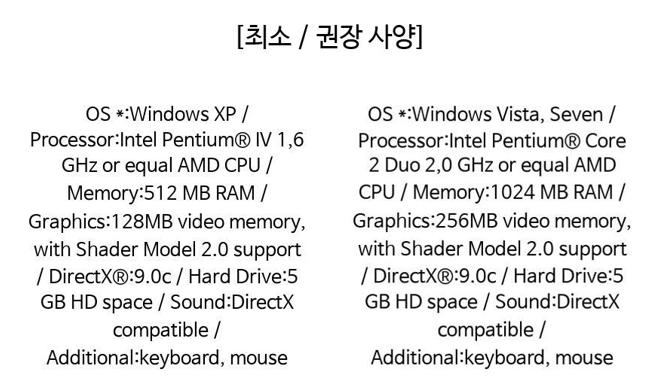 [최소 / 권장 사양]
OS *:Windows XP /
Processor:Intel Pentium® IV 1,6
GHz or equal AMD CPU /
Memory:512 MB RAM /
Graphics:128MB video memory,
with Shader Model 2.0 support
/ DirectX®:9.0c / Hard Drive:5
GB HD space / Sound:DirectX
compatible /
Additional:keyboard, mouse
OS *:Windows Vista, Seven /
Processor:Intel Pentium® Core
2 Duo 2,0 GHz or equal AMD
CPU / Memory:1024 MB RAM /
Graphics:256MB video memory,
with Shader Model 2.0 support
/ DirectX®:9.0c / Hard Drive:5
GB HD space / Sound:DirectX
compatible /
Additional:keyboard, mouse